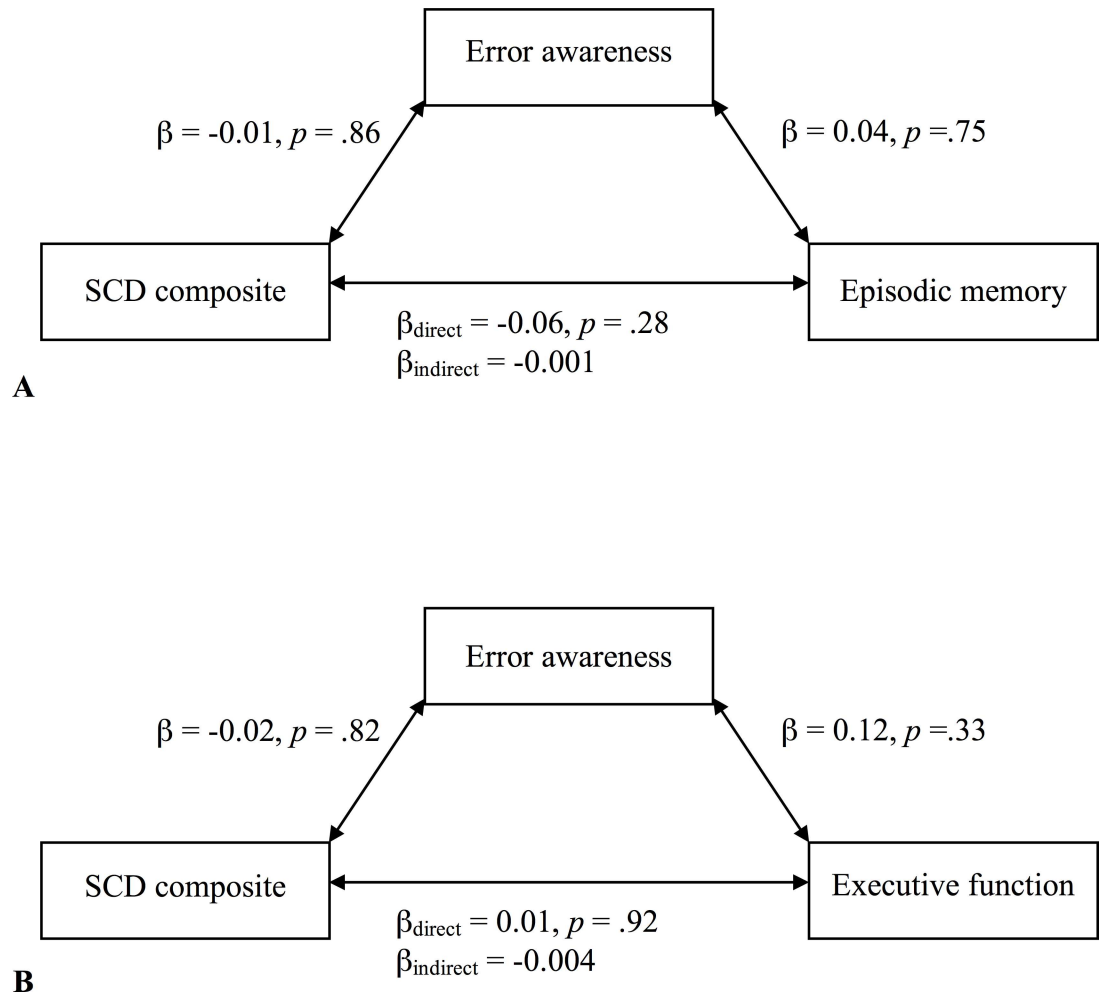 Error awareness
β = -0.01, p = .86
β = 0.04, p =.75
SCD composite
Episodic memory
βdirect = -0.06, p = .28
βindirect = -0.001
A
Error awareness
β = -0.02, p = .82
β = 0.12, p =.33
SCD composite
Executive function
βdirect = 0.01, p = .92
βindirect = -0.004
B